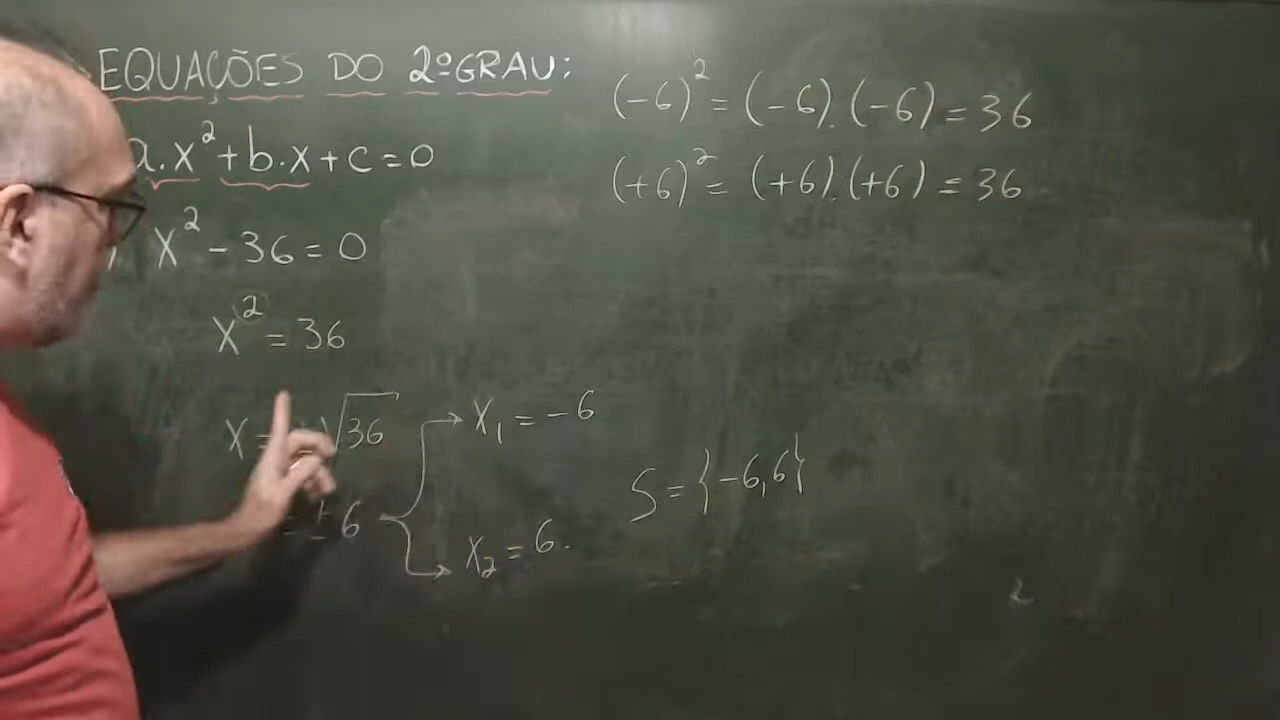 EQUAÇÕES DO 2º GRAU:
a.x²+b.x+c=0
x²-36=0
x²=36
x= √36
=±6
x₁=-6
x₂=6.
S={-6,6}
(-6)²=(-6).(-6)=36
(+6)²=(+6).(+6)=36